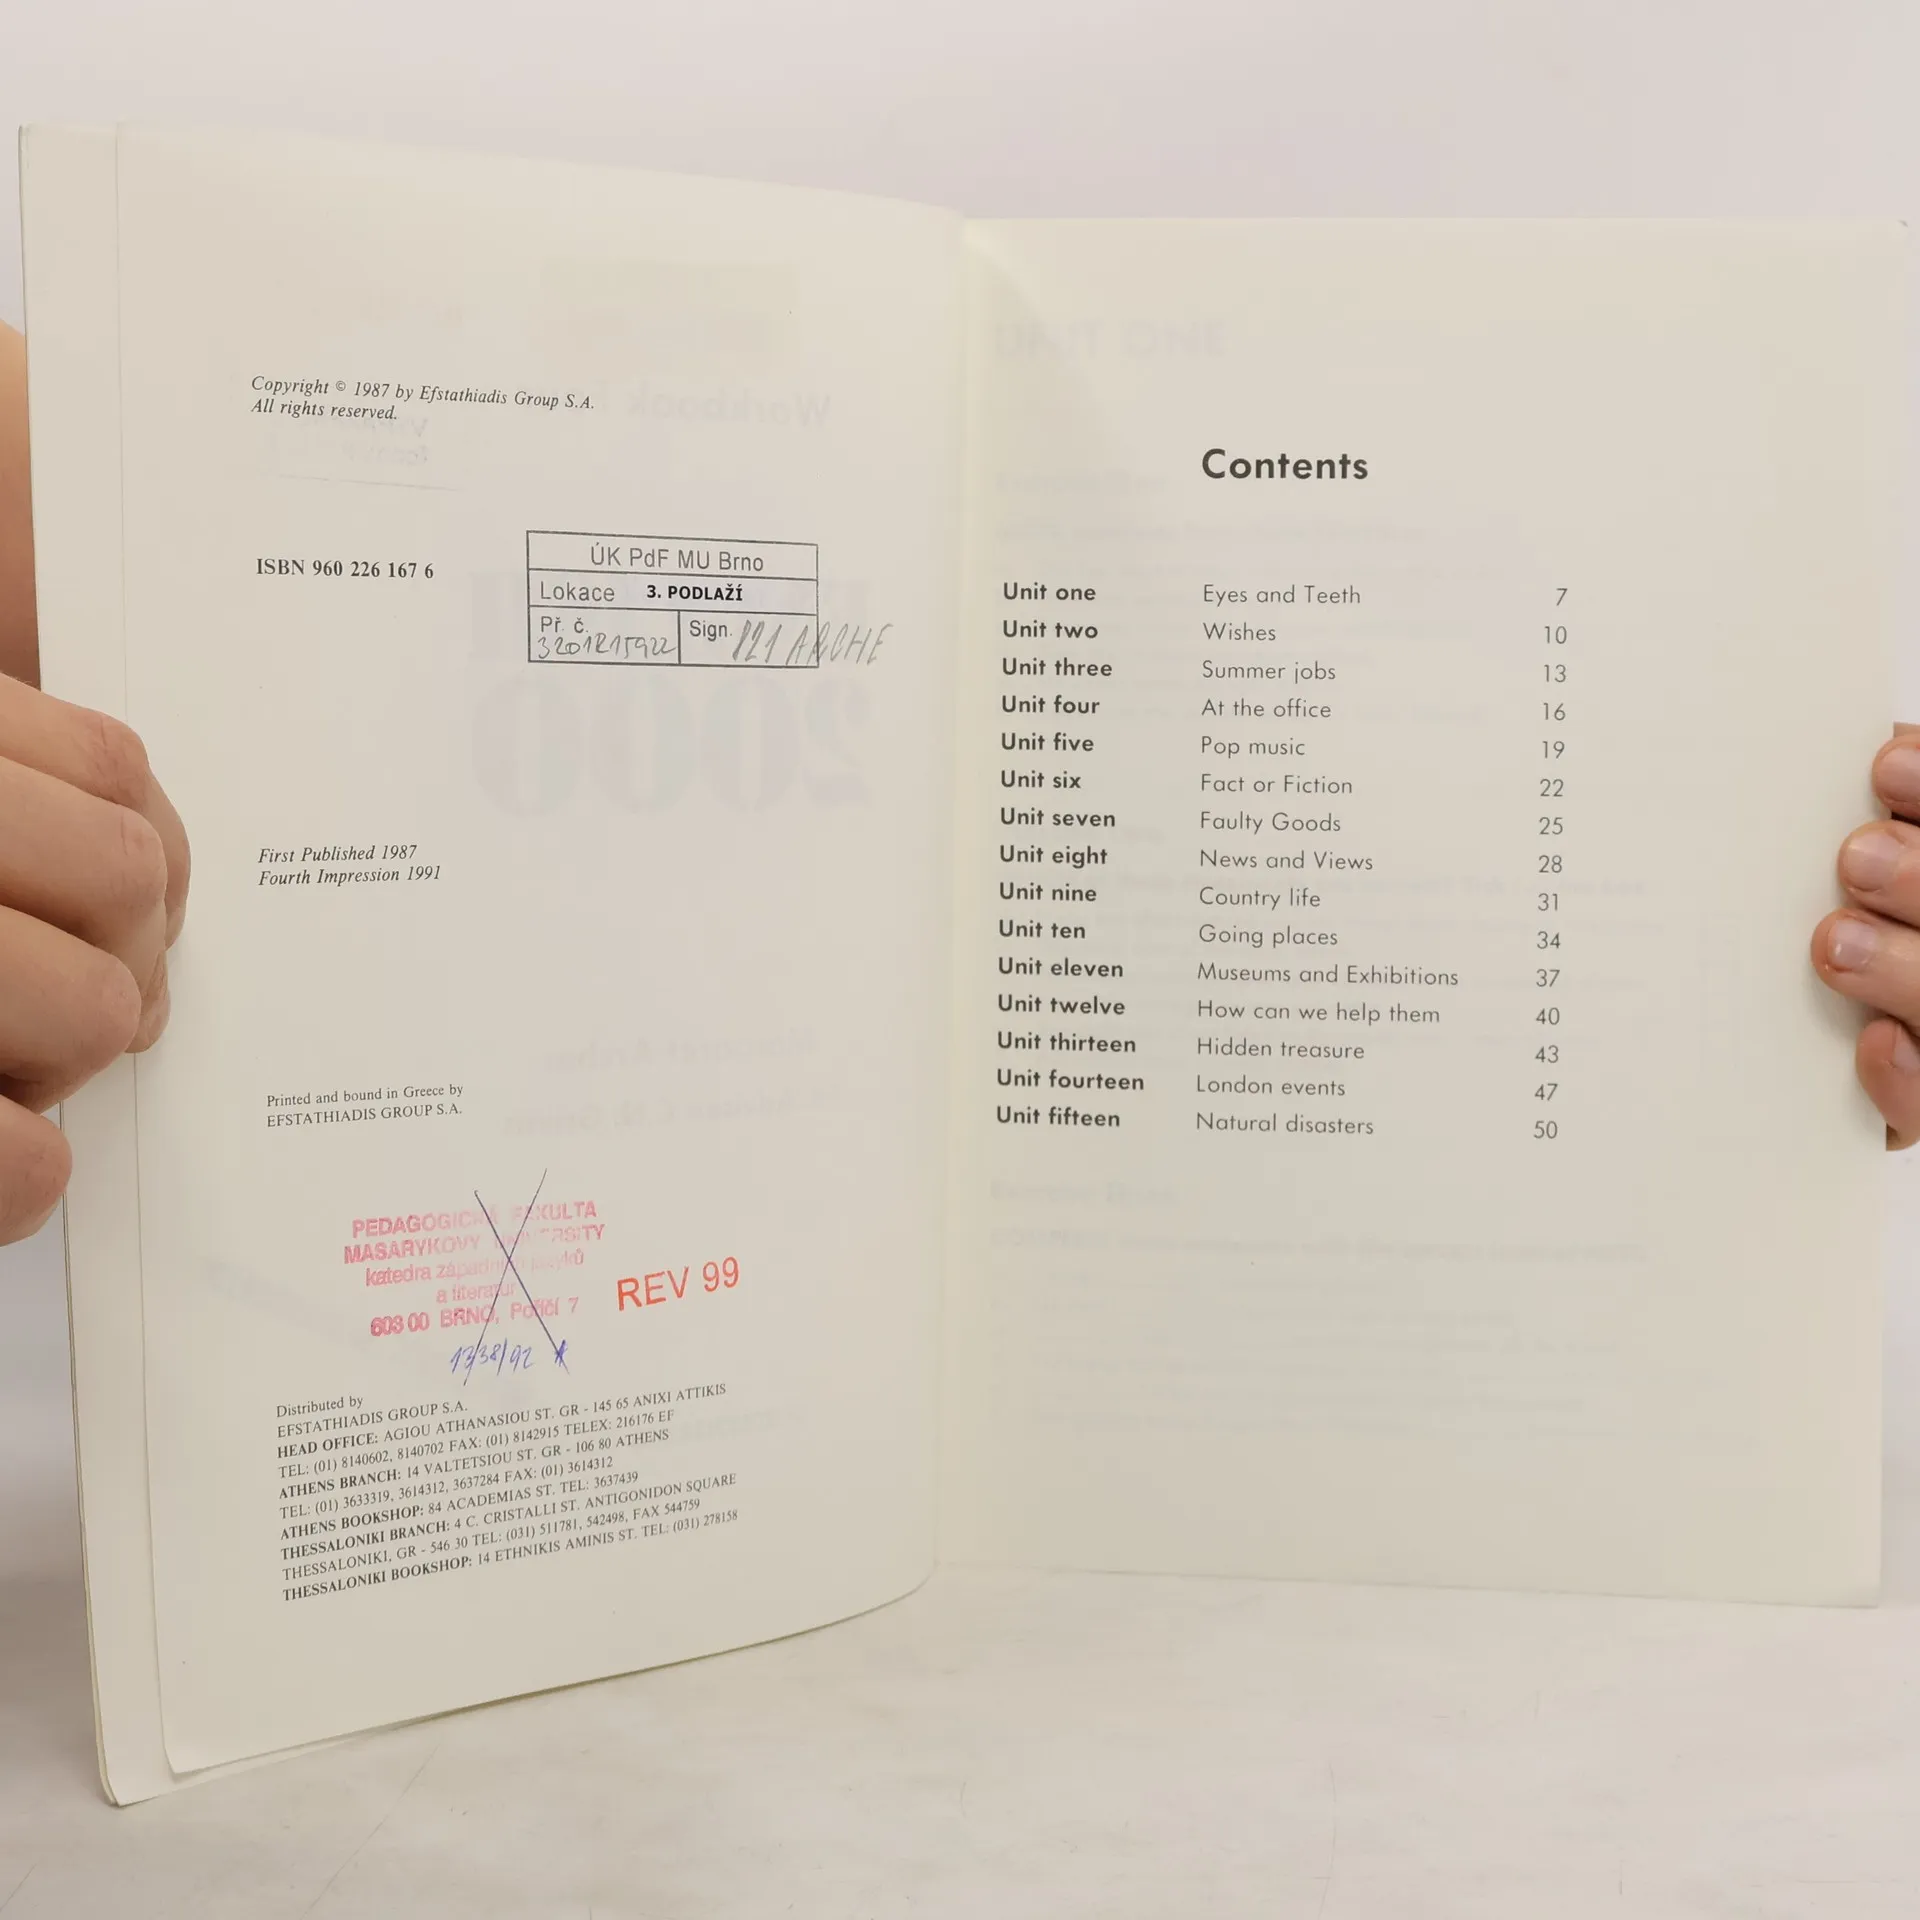 Copyright © 1987 by Efstathiadis Group S.A.
All rights reserved.
ISBN 960 226 167 6
ÚK PdF MU Brno
Lokace 3. PODLAŽÍ
Př. č. Sign.
3201R15922 121 ARCHE
First Published 1987
Fourth Impression 1991
Printed and bound in Greece by
EFSTATHIADIS GROUP S.A.
PEDAGOGICKÁ FAKULTA
MASARYKOVY UNIVERSITY
katedra západních jazyků
a literatur
603 00 BRNO, Poříčí 7
REV 99
13/38/92
Distributed by
EFSTATHIADIS GROUP S.A.
HEAD OFFICE: AGIOU ATHANASIOU ST. GR - 145 65 ANIXI ATTIKIS
TEL: (01) 8140602, 8140702 FAX: (01) 8142915 TELEX: 216176 EF
ATHENS BRANCH: 14 VALTETSIOU ST. GR - 106 80 ATHENS
TEL: (01) 3633319, 3614312, 3637284 FAX: (01) 3614312
ATHENS BOOKSHOP: 84 ACADEMIAS ST. TEL: 3637439
THESSALONIKI BRANCH: 4 C. CRISTALLI ST. ANTIGONIDON SQUARE
THESSALONIKI, GR - 546 30 TEL: (031) 511781, 542498, FAX 544759
THESSALONIKI BOOKSHOP: 14 ETHNIKIS AMINIS ST. TEL: (031) 278158
Contents
Unit one Eyes and Teeth 7
Unit two Wishes 10
Unit three Summer jobs 13
Unit four At the office 16
Unit five Pop music 19
Unit six Fact or Fiction 22
Unit seven Faulty Goods 25
Unit eight News and Views 28
Unit nine Country life 31
Unit ten Going places 34
Unit eleven Museums and Exhibitions 37
Unit twelve How can we help them 40
Unit thirteen Hidden treasure 43
Unit fourteen London events 47
Unit fifteen Natural disasters 50